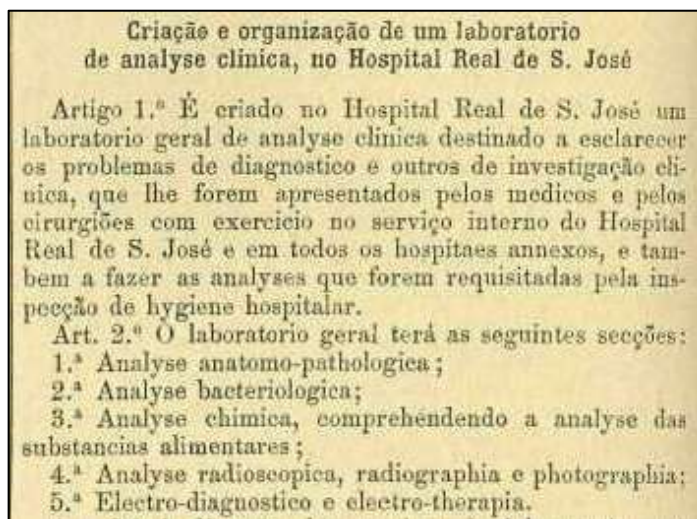 Criação e organização de um laboratorio
de analyse clinica, no Hospital Real de S. José
Artigo 1.º É criado no Hospital Real de S. José um
laboratorio geral de analyse clinica destinado a esclarecer
os problemas de diagnostico e outros de investigação cli-
nica, que lhe forem apresentados pelos medicos e pelos
cirurgiões com exercicio no serviço interno do Hospital
Real de S. José e em todos os hospitaes annexos, e tam-
bem a fazer as analyses que forem requisitadas pela ins-
pecção de hygiene hospitalar.
Art. 2.º O laboratorio geral terá as seguintes secções:
1.ª Analyse anatomo-pathologica;
2.ª Analyse bacteriologica;
3.ª Analyse chimica, comprehendendo a analyse das
substancias alimentares;
4.ª Analyse radioscopica, radiographia e photographia;
5.ª Electro-diagnostico e electro-therapia.